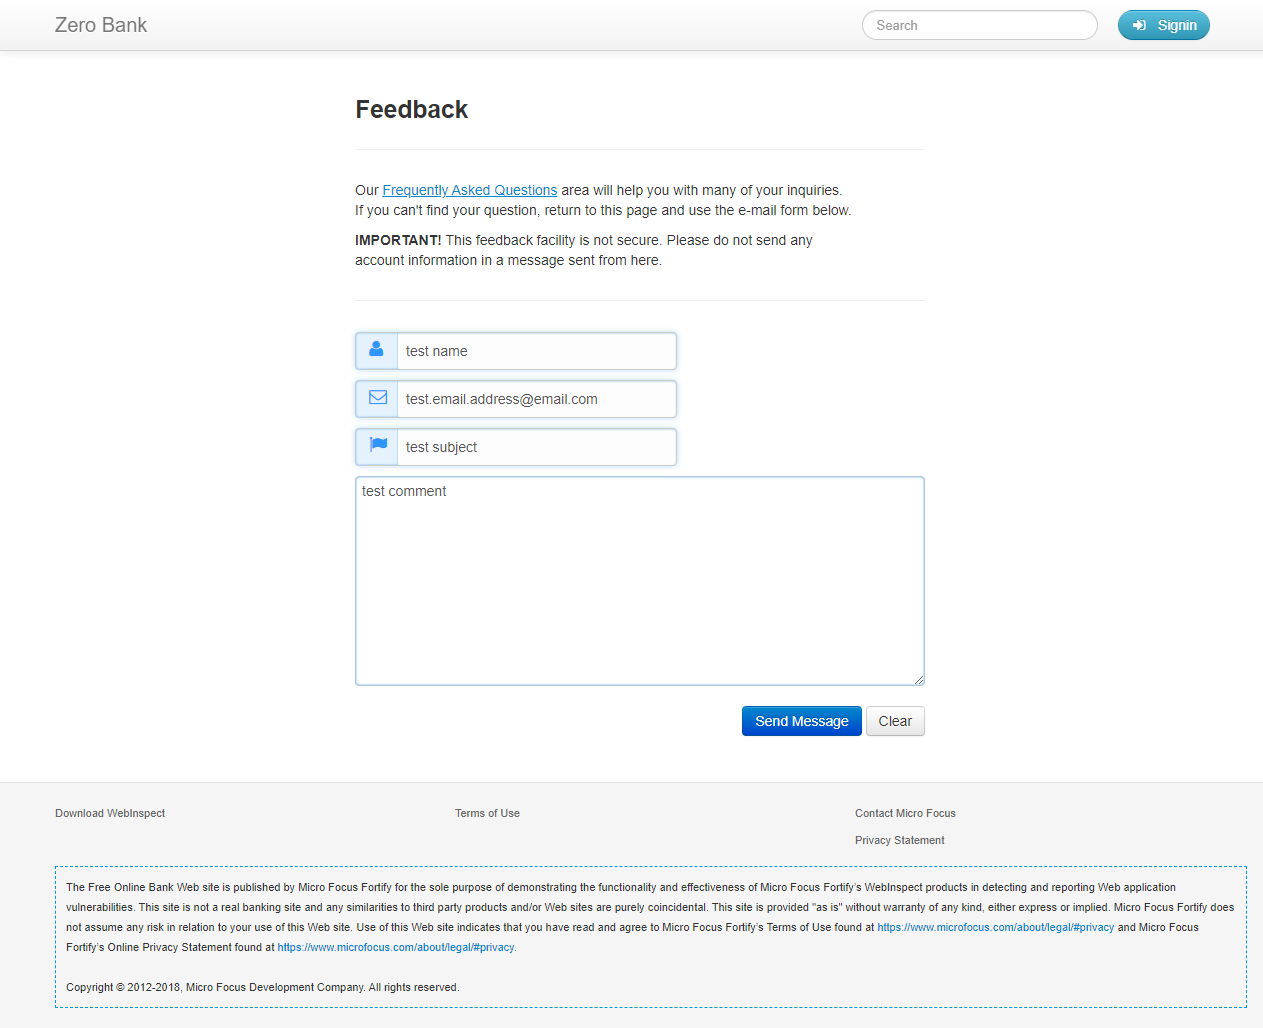 Zero Bank
Search
Signin
Feedback
Our Frequently Asked Questions area will help you with many of your inquiries.
If you can't find your question, return to this page and use the e-mail form below.
IMPORTANT! This feedback facility is not secure. Please do not send any
account information in a message sent from here.
test name
test.email.address@email.com
test subject
test comment
Send Message
Clear
Download WebInspect
Terms of Use
Contact Micro Focus
Privacy Statement
The Free Online Bank Web site is published by Micro Focus Fortify for the sole purpose of demonstrating the functionality and effectiveness of Micro Focus Fortify's WebInspect products in detecting and reporting Web application
vulnerabilities. This site is not a real banking site and any similarities to third party products and/or Web sites are purely coincidental. This site is provided "as is" without warranty of any kind, either express or implied. Micro Focus Fortify does
not assume any risk in relation to your use of this Web site. Use of this Web site indicates that you have read and agree to Micro Focus Fortify's Terms of Use found at https://www.microfocus.com/about/legal/#privacy and Micro Focus
Fortify's Online Privacy Statement found at https://www.microfocus.com/about/legal/#privacy.
Copyright © 2012-2018, Micro Focus Development Company. All rights reserved.